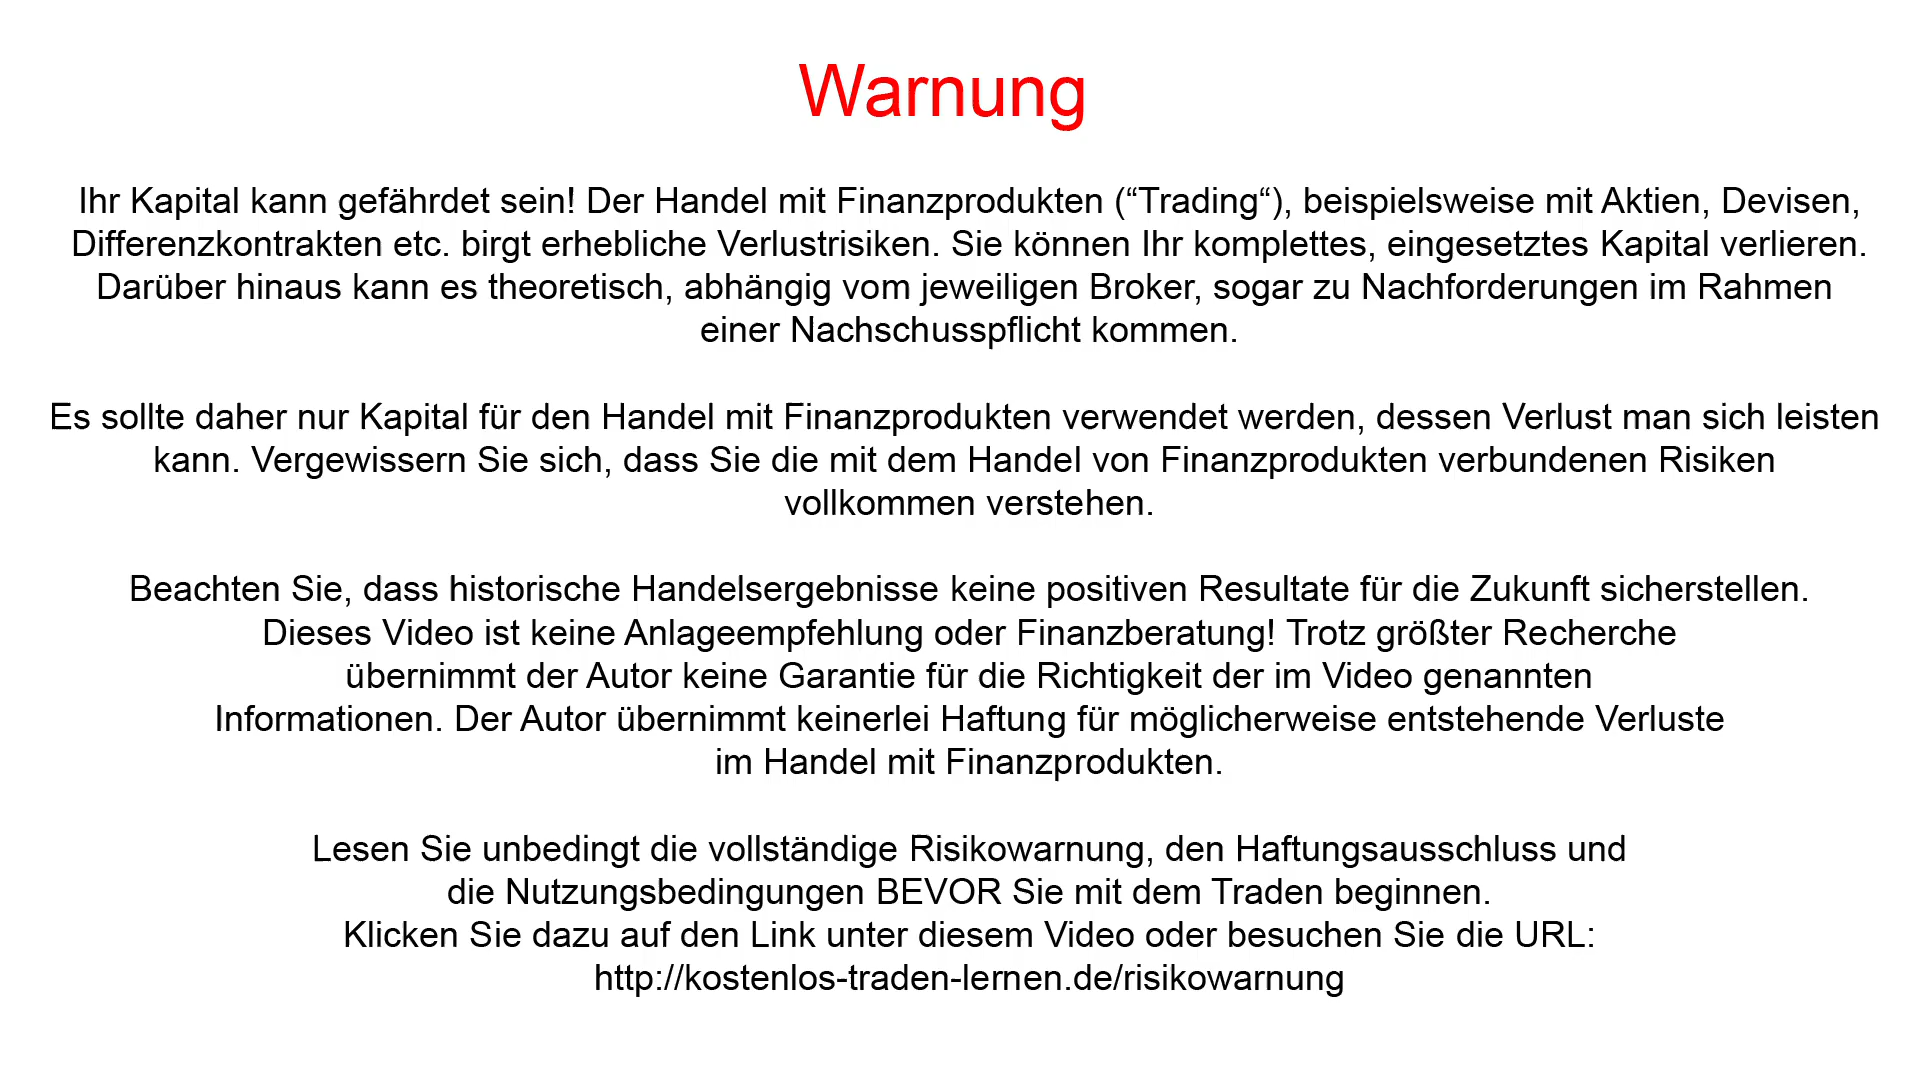 Warnung
Ihr Kapital kann gefährdet sein! Der Handel mit Finanzprodukten (“Trading“), beispielsweise mit Aktien, Devisen,
Differenzkontrakten etc. birgt erhebliche Verlustrisiken. Sie können Ihr komplettes, eingesetztes Kapital verlieren.
Darüber hinaus kann es theoretisch, abhängig vom jeweiligen Broker, sogar zu Nachforderungen im Rahmen
einer Nachschusspflicht kommen.
Es sollte daher nur Kapital für den Handel mit Finanzprodukten verwendet werden, dessen Verlust man sich leisten
kann. Vergewissern Sie sich, dass Sie die mit dem Handel von Finanzprodukten verbundenen Risiken
vollkommen verstehen.
Beachten Sie, dass historische Handelsergebnisse keine positiven Resultate für die Zukunft sicherstellen.
Dieses Video ist keine Anlageempfehlung oder Finanzberatung! Trotz größter Recherche
übernimmt der Autor keine Garantie für die Richtigkeit der im Video genannten
Informationen. Der Autor übernimmt keinerlei Haftung für möglicherweise entstehende Verluste
im Handel mit Finanzprodukten.
Lesen Sie unbedingt die vollständige Risikowarnung, den Haftungsausschluss und
die Nutzungsbedingungen BEVOR Sie mit dem Traden beginnen.
Klicken Sie dazu auf den Link unter diesem Video oder besuchen Sie die URL:
http://kostenlos-traden-lernen.de/risikowarnung